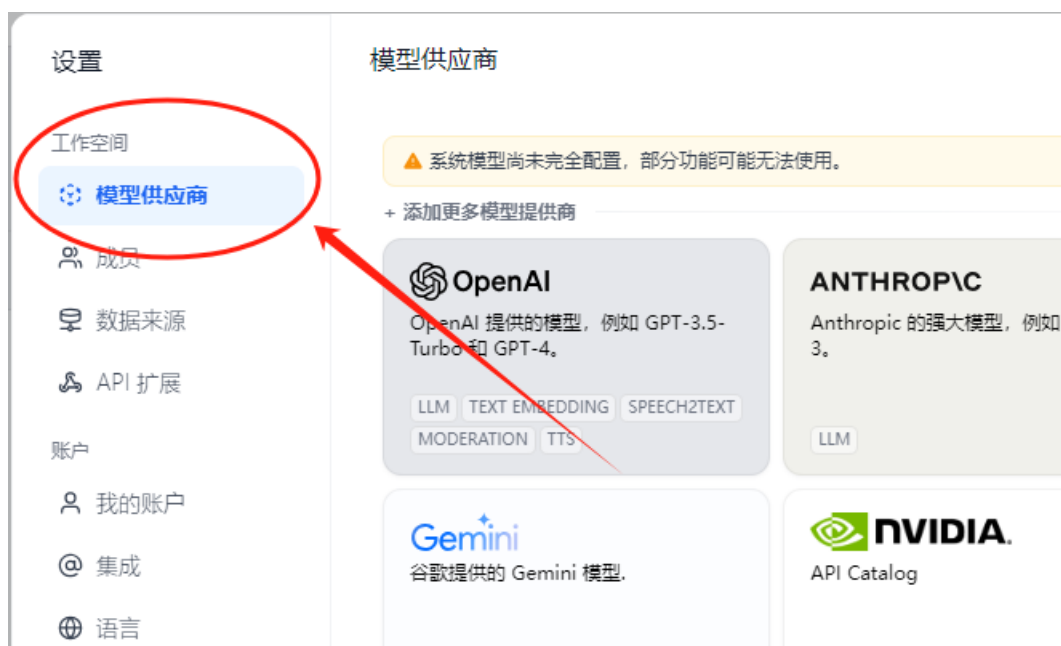 设置
工作空间
模型供应商
成员
数据来源
API 扩展
账户
我的账户
集成
语言
模型供应商
系统模型尚未完全配置，部分功能可能无法使用。
+ 添加更多模型提供商
OpenAI
OpenAI 提供的模型，例如 GPT-3.5-
Turbo 和 GPT-4。
LLM TEXT EMBEDDING SPEECH2TEXT
MODERATION TTS
ANTHROP\C
Anthropic 的强大模型，例如
3。
LLM
Gemini
谷歌提供的 Gemini 模型.
NVIDIA.
API Catalog